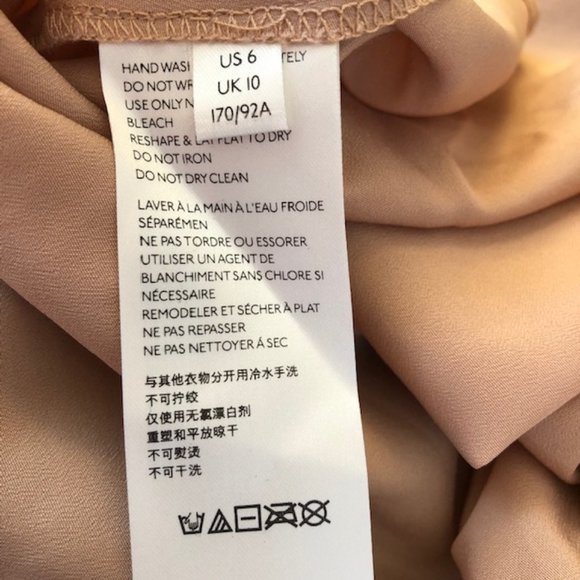 US 6
UK 10
170/92A
HAND WAS TELY
DO NOT WR
USE ONLY N
BLEACH
RESHAPE & LAY FLAT TO DRY
DO NOT IRON
DO NOT DRY CLEAN
LAVER À LA MAIN À L'EAU FROIDE
SÉPARÉMEN
NE PAS TORDRE OU ESSORER
UTILISER UN AGENT DE
BLANCHIMENT SANS CHLORE SI
NÉCESSAIRE
REMODELER ET SÉCHER À PLAT
NE PAS REPASSER
NE PAS NETTOYER Á SEC
与其他衣物分开用冷水手洗
不可拧绞
仅使用无氯漂白剂
重塑和平放晾干
不可熨烫
不可干洗